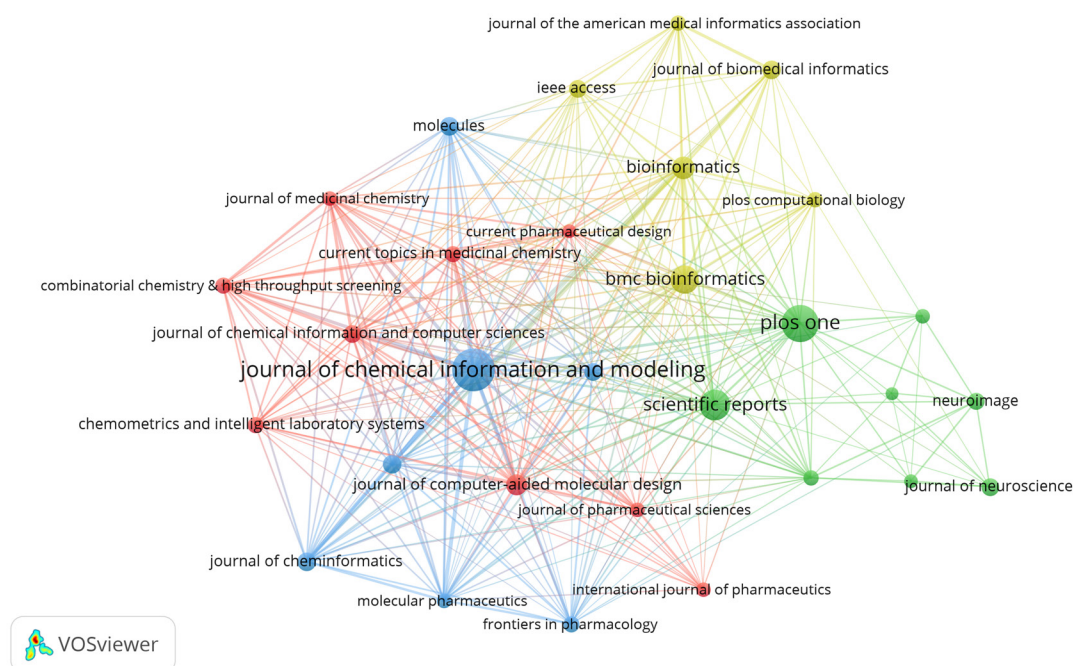 journal of the american medical informatics association
journal of biomedical informatics
ieee access
molecules
bioinformatics
journal of medicinal chemistry
plos computational biology
current pharmaceutical design
current topics in medicinal chemistry
bmc bioinformatics
combinatorial chemistry & high throughput screening
plos one
journal of chemical information and computer sciences
journal of chemical information and modeling
neuroimage
scientific reports
chemometrics and intelligent laboratory systems
journal of computer-aided molecular design
journal of neuroscience
journal of pharmaceutical sciences
journal of cheminformatics
international journal of pharmaceutics
molecular pharmaceutics
frontiers in pharmacology
VOSviewer